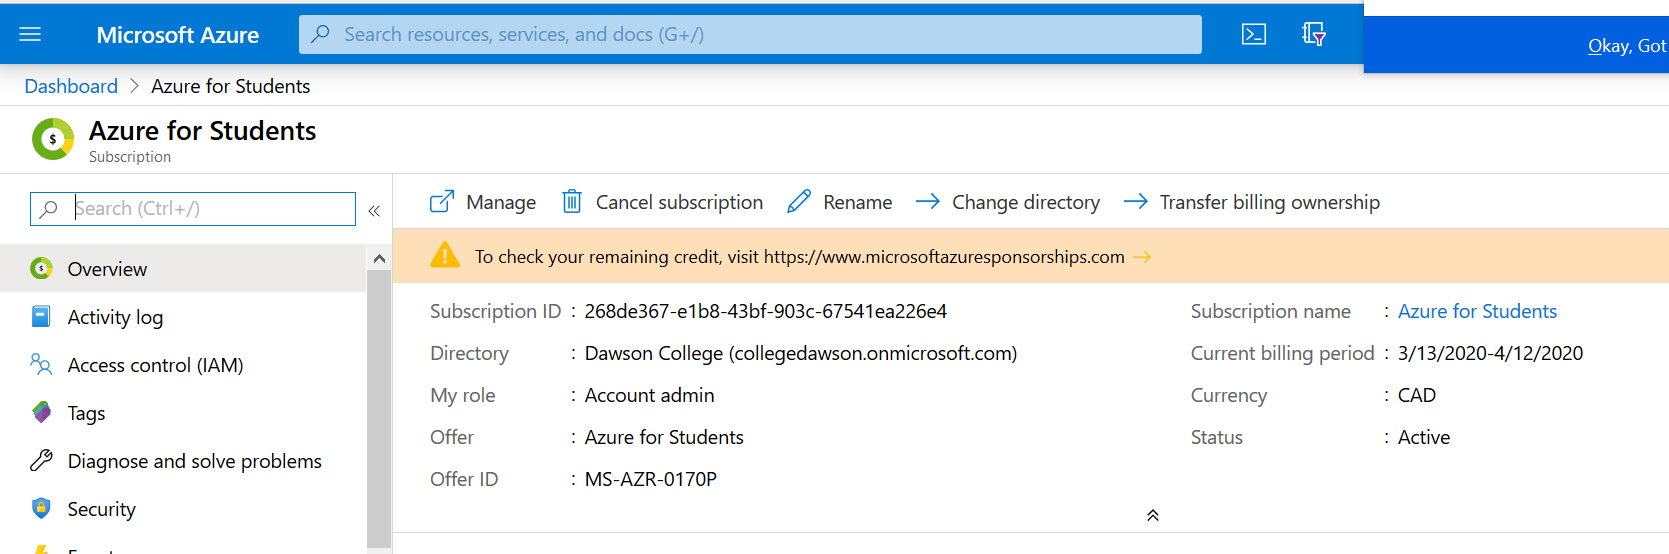 Microsoft Azure
Search resources, services, and docs (G+/)
Okay, Got
Dashboard > Azure for Students
Azure for Students
Subscription
Search (Ctrl+/)
«
Manage
Cancel subscription
Rename
Change directory
Transfer billing ownership
To check your remaining credit, visit https://www.microsoftazuresponsorships.com →
Overview
Activity log
Access control (IAM)
Tags
Diagnose and solve problems
Security
Subscription ID : 268de367-e1b8-43bf-903c-67541ea226e4
Directory : Dawson College (collegedawson.onmicrosoft.com)
My role : Account admin
Offer : Azure for Students
Offer ID : MS-AZR-0170P
Subscription name : Azure for Students
Current billing period : 3/13/2020-4/12/2020
Currency : CAD
Status : Active